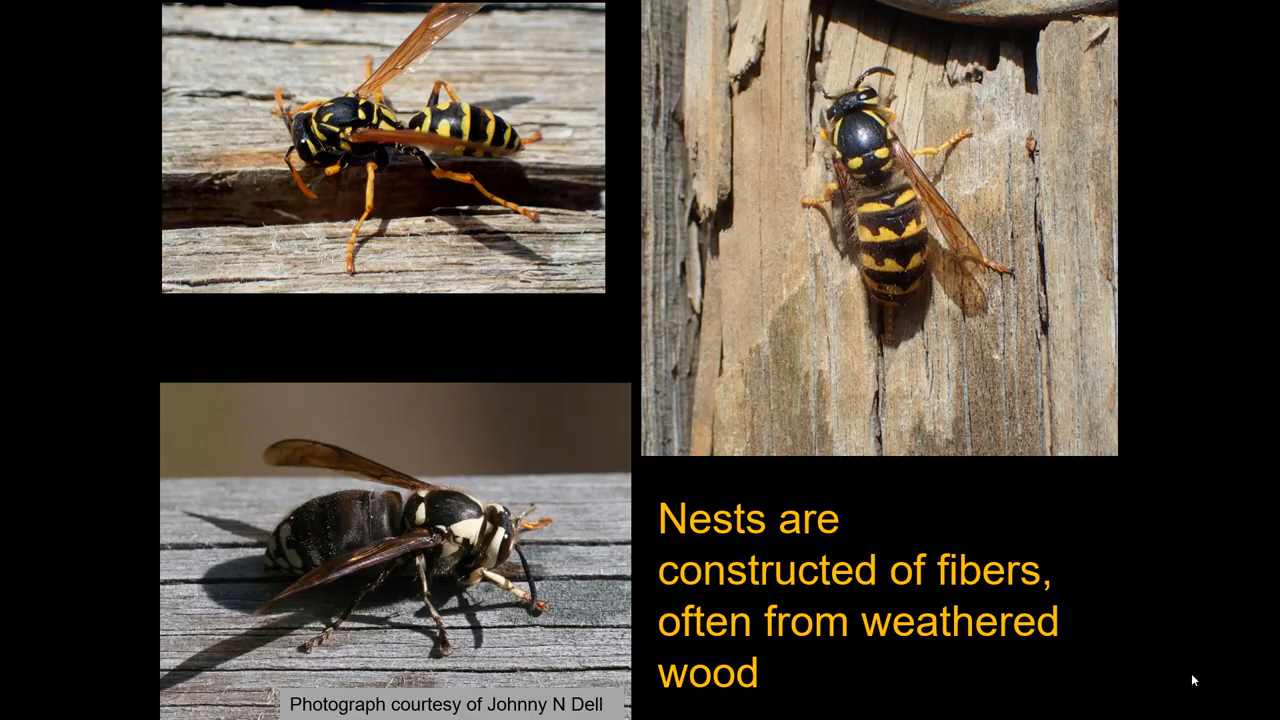 Nests are
constructed of fibers,
often from weathered
wood
Photograph courtesy of Johnny N Dell